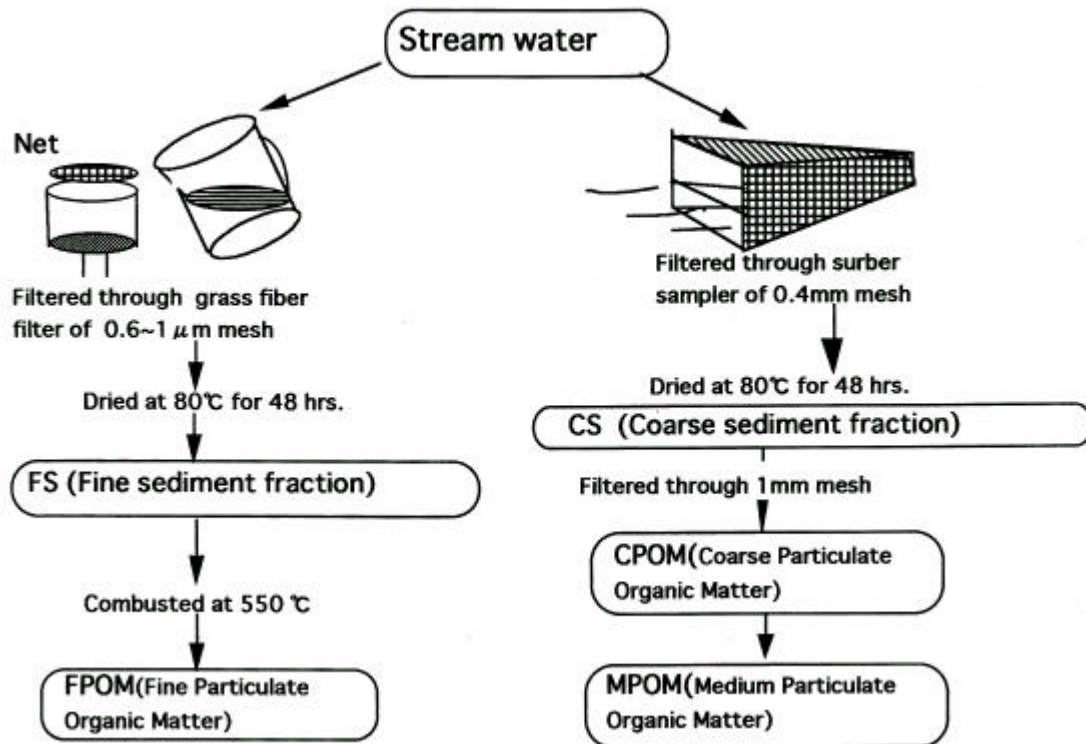 Stream water
Net
Filtered through grass fiber
filter of 0.6~1 μm mesh
Dried at 80℃ for 48 hrs.
FS (Fine sediment fraction)
Combusted at 550 ℃
FPOM(Fine Particulate
Organic Matter)
Filtered through surber
sampler of 0.4mm mesh
Dried at 80℃ for 48 hrs.
CS (Coarse sediment fraction)
Filtered through 1mm mesh
CPOM(Coarse Particulate
Organic Matter)
MPOM(Medium Particulate
Organic Matter)